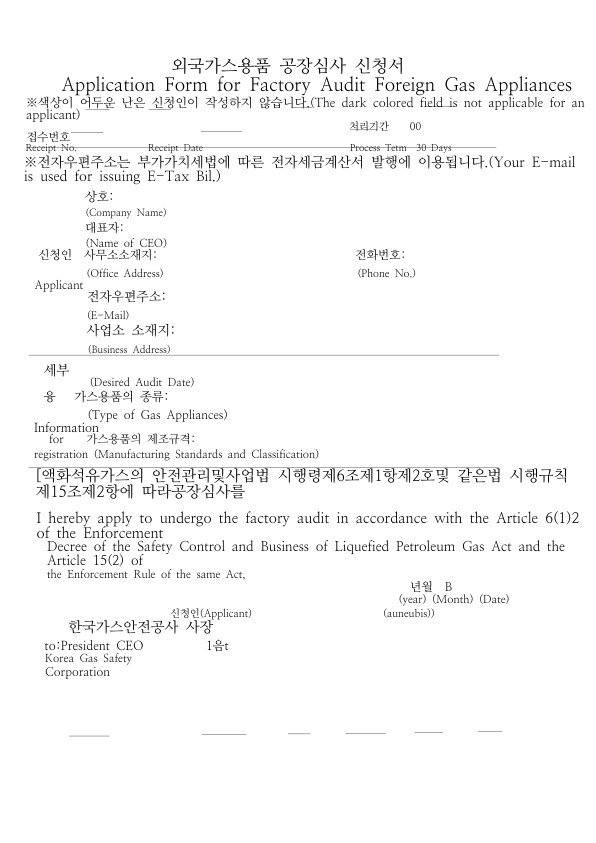 외국가스용품 공장심사 신청서
Application Form for Factory Audit Foreign Gas Appliances
※색상이 어두운 난은 신청인이 작성하지 않습니다.(The dark colored field is not applicable for an
applicant)
처리기간 00
접수번호
Receipt No. Receipt Date Process Tetm 30 Days
※전자우편주소는 부가가치세법에 따른 전자세금계산서 발행에 이용됩니다.(Your E-mail
is used for issuing E-Tax Bil.)
상호:
(Company Name)
대표자:
(Name of CEO)
신청인 사무소소재지: 전화번호:
(Office Address) (Phone No.)
Applicant
전자우편주소:
(E-Mail)
사업소 소재지:
(Business Address)
세부
(Desired Audit Date)
용 가스용품의 종류:
(Type of Gas Appliances)
Information
for 가스용품의 제조규격:
registration (Manufacturing Standards and Classification)
[액화석유가스의 안전관리및사업법 시행령제6조제1항제2호및 같은법 시행규칙
제15조제2항에 따라공장심사를
I hereby apply to undergo the factory audit in accordance with the Article 6(1)2
of the Enforcement
Decree of the Safety Control and Business of Liquefied Petroleum Gas Act and the
Article 15(2) of
the Enforcement Rule of the same Act,
년월 B
(year) (Month) (Date)
신청인(Applicant) (auneubis))
한국가스안전공사 사장
to:President CEO 1음t
Korea Gas Safety
Corporation